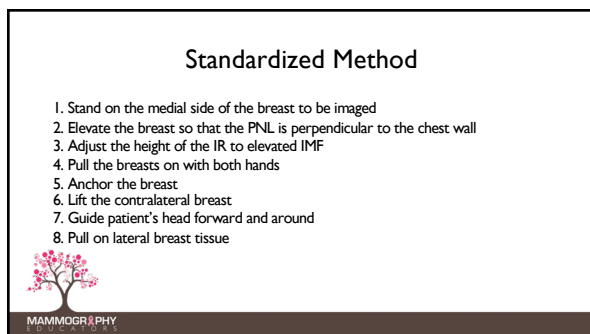 Standardized Method
1. Stand on the medial side of the breast to be imaged
2. Elevate the breast so that the PNL is perpendicular to the chest wall
3. Adjust the height of the IR to elevated IMF
4. Pull the breasts on with both hands
5. Anchor the breast
6. Lift the contralateral breast
7. Guide patient's head forward and around
8. Pull on lateral breast tissue
MAMMOGRAPHY
EDUCATORS